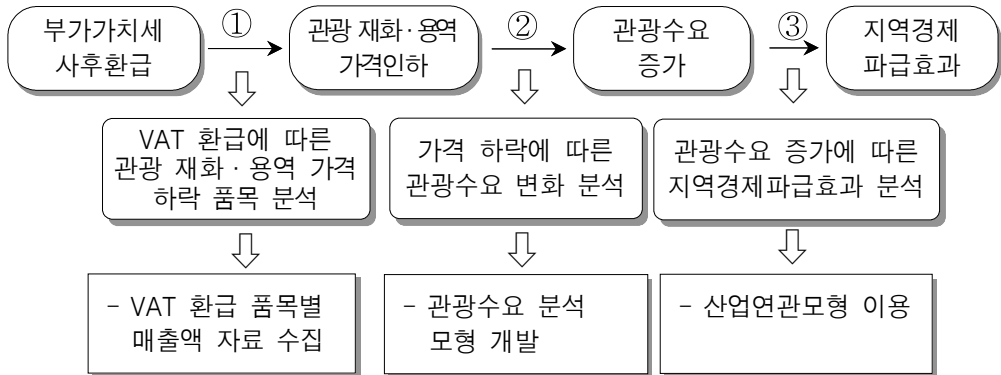 부가가치세
사후환급
①
관광 재화·용역
가격인하
②
관광수요
증가
③
지역경제
파급효과
VAT 환급에 따른
관광 재화·용역 가격
하락 품목 분석
가격 하락에 따른
관광수요 변화 분석
관광수요 증가에 따른
지역경제파급효과 분석
- VAT 환급 품목별
매출액 자료 수집
- 관광수요 분석
모형 개발
- 산업연관모형 이용